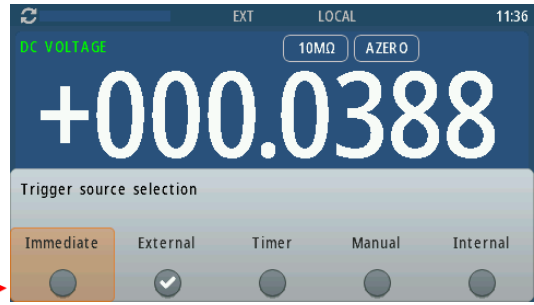 EXT LOCAL 11:36
DC VOLTAGE 10MΩ AZERO
+000.0388
Trigger source selection
Immediate External Timer Manual Internal